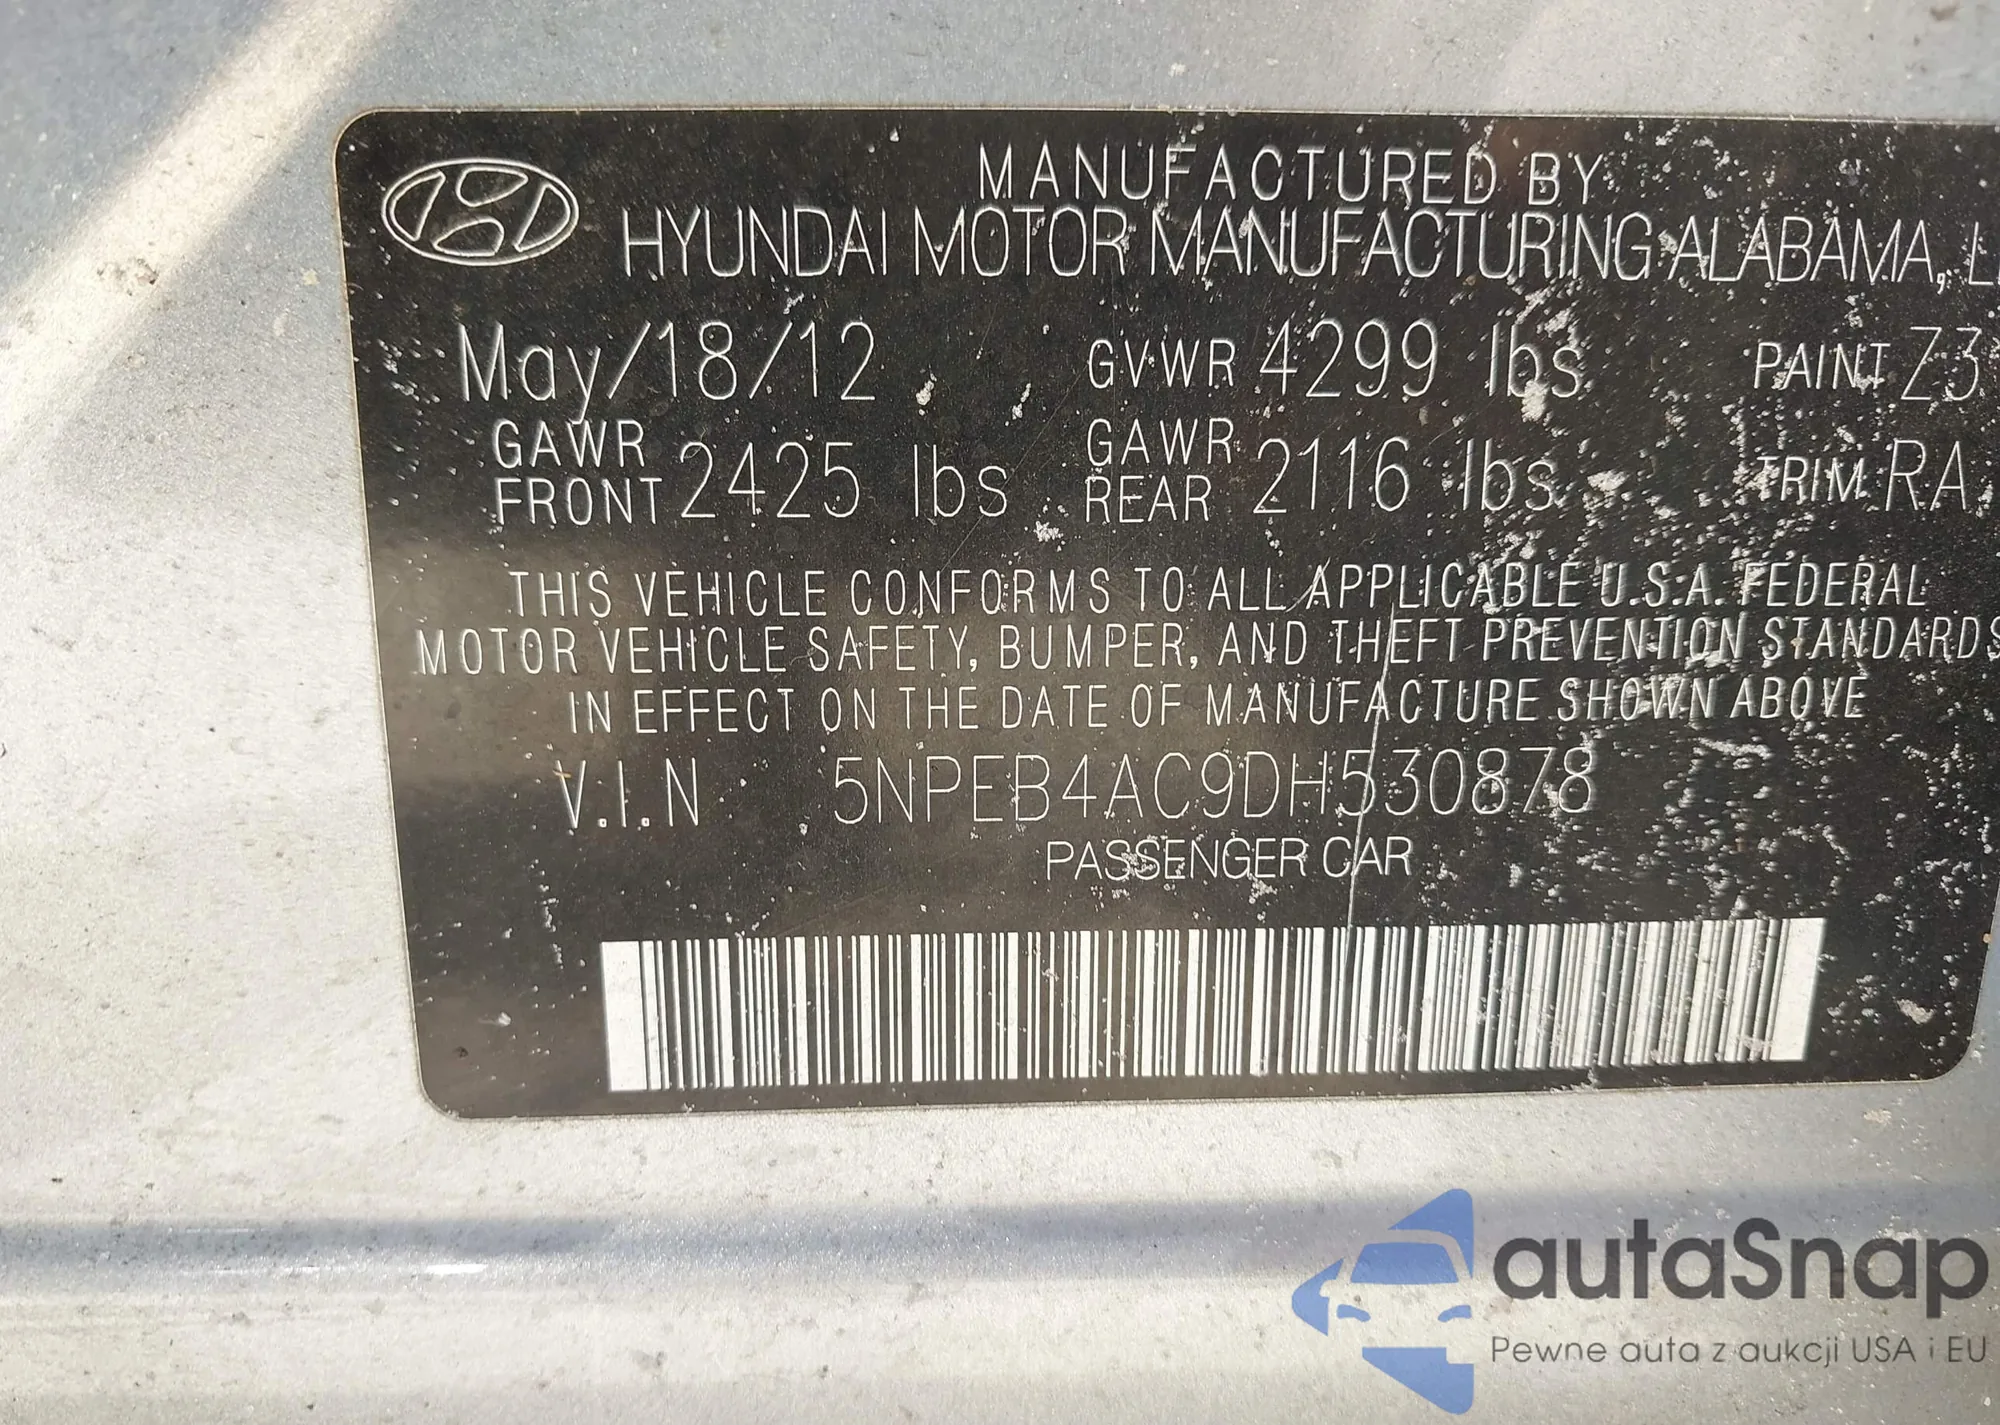 MANUFACTURED BY
HYUNDAI MOTOR MANUFACTURING ALABAMA, L
May/18/12 GVWR 4299 lbs PAINT Z3
GAWR FRONT 2425 lbs GAWR REAR 2116 lbs TRIM RA
THIS VEHICLE CONFORMS TO ALL APPLICABLE U.S.A. FEDERAL
MOTOR VEHICLE SAFETY, BUMPER, AND THEFT PREVENTION STANDARDS
IN EFFECT ON THE DATE OF MANUFACTURE SHOWN ABOVE
V.I.N 5NPEB4AC9DH530878
PASSENGER CAR
autaSnap
Pewne auta z aukcji USA i EU